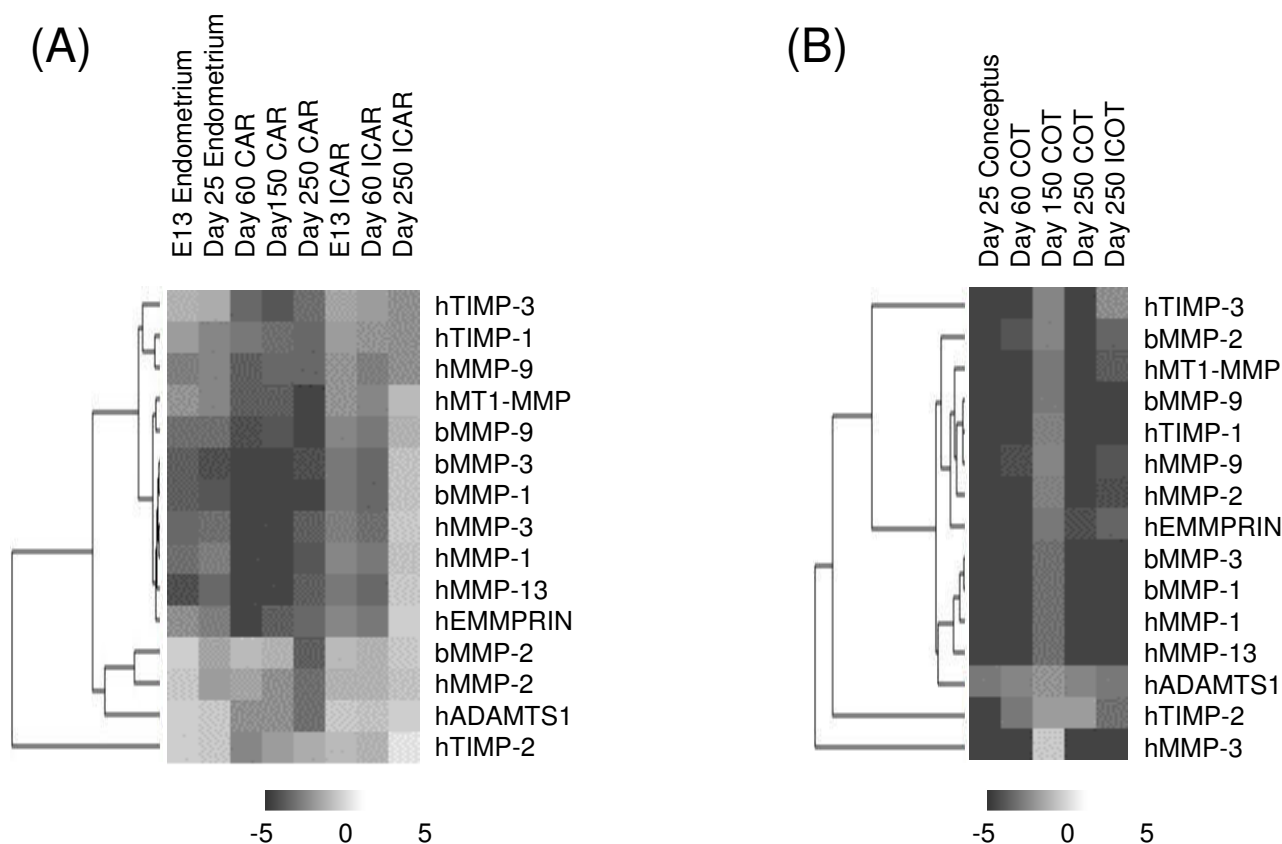 (A)
E13 Endometrium
Day 25 Endometrium
Day 60 CAR
Day150 CAR
Day 250 CAR
E13 ICAR
Day 60 ICAR
Day 250 ICAR
hTIMP-3
hTIMP-1
hMMP-9
hMT1-MMP
bMMP-9
bMMP-3
bMMP-1
hMMP-3
hMMP-1
hMMP-13
hEMMPRIN
bMMP-2
hMMP-2
hADAMTS1
hTIMP-2
-5 0 5
(B)
Day 25 Conceptus
Day 60 COT
Day 150 COT
Day 250 COT
Day 250 ICOT
hTIMP-3
bMMP-2
hMT1-MMP
bMMP-9
hTIMP-1
hMMP-9
hMMP-2
hEMMPRIN
bMMP-3
bMMP-1
hMMP-1
hMMP-13
hADAMTS1
hTIMP-2
hMMP-3
-5 0 5